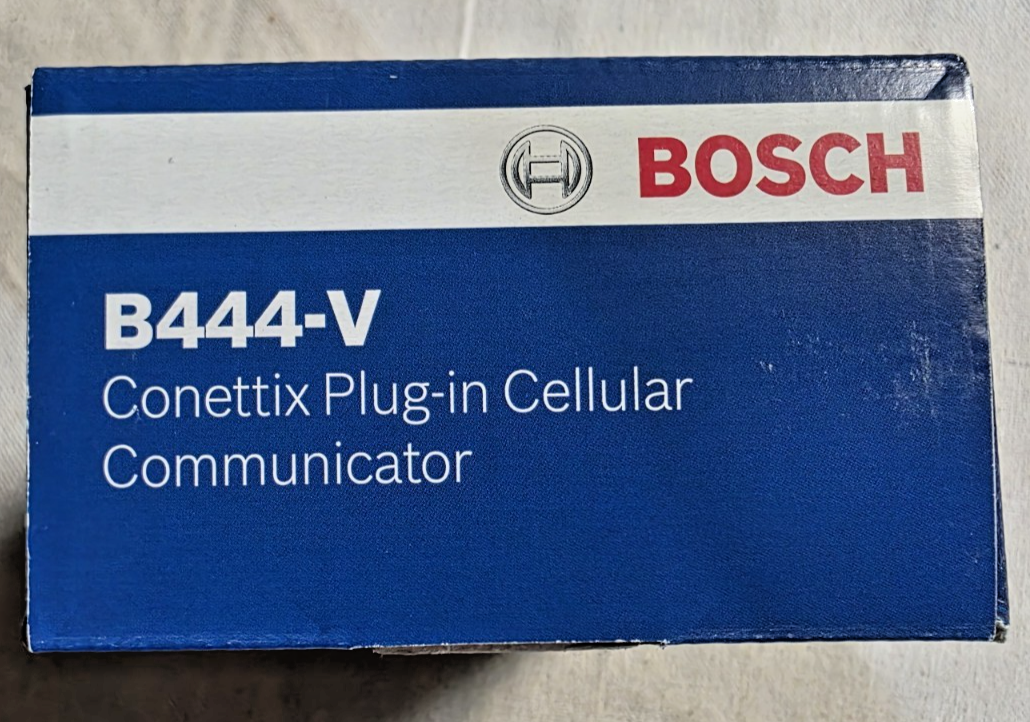 BOSCH
B444-V
Conettix Plug-in Cellular
Communicator